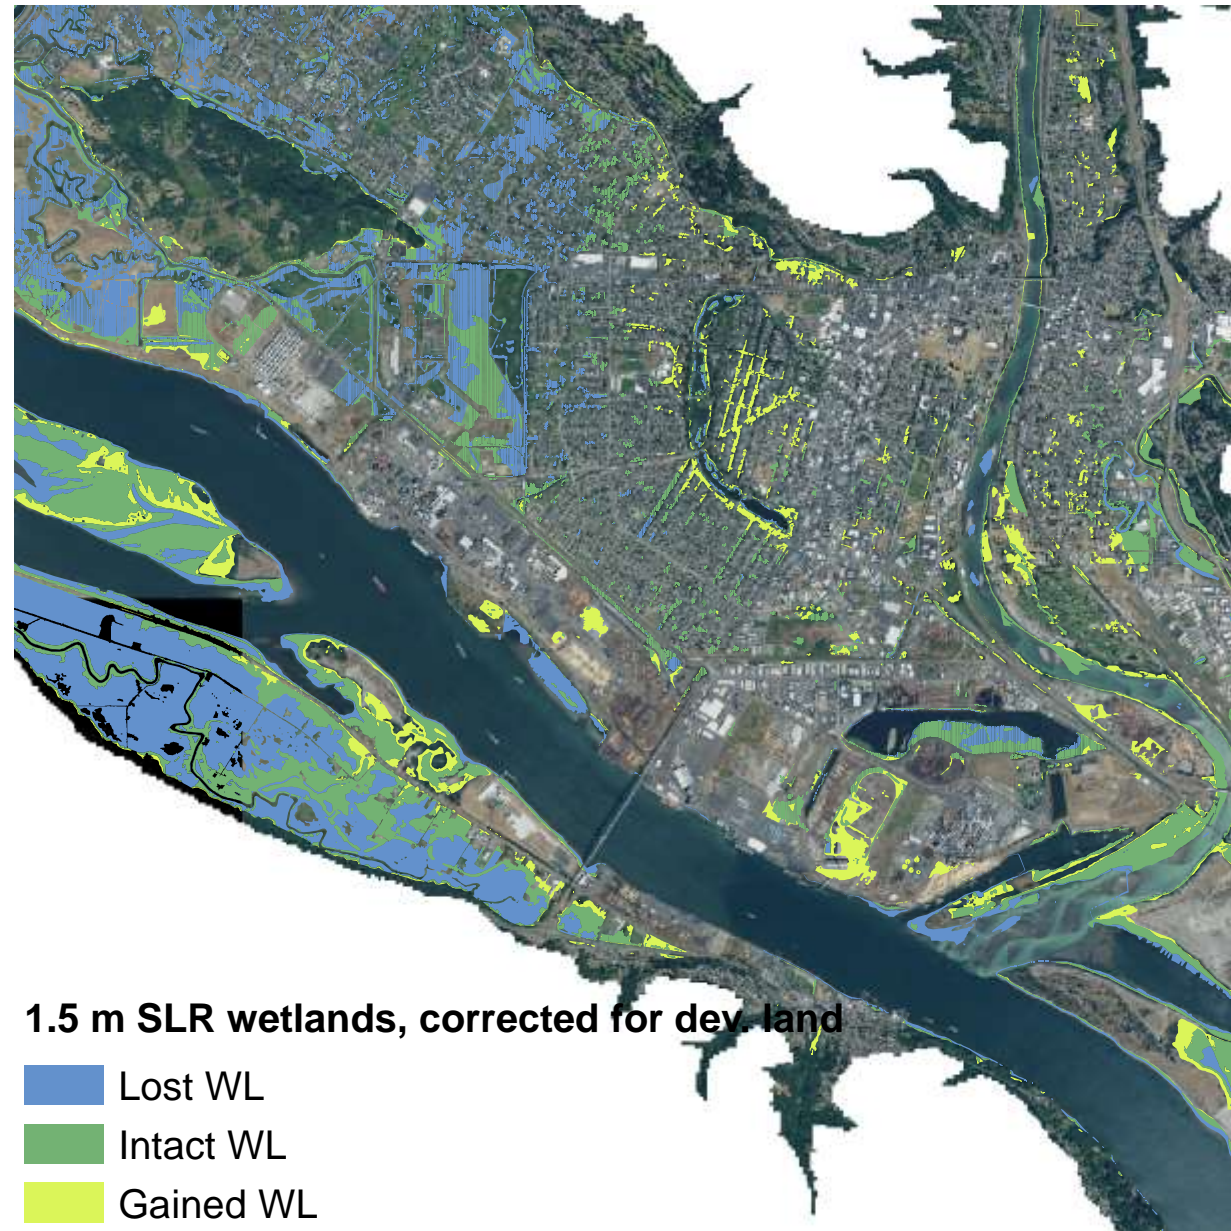 1.5 m SLR wetlands, corrected for dev. land
Lost WL
Intact WL
Gained WL